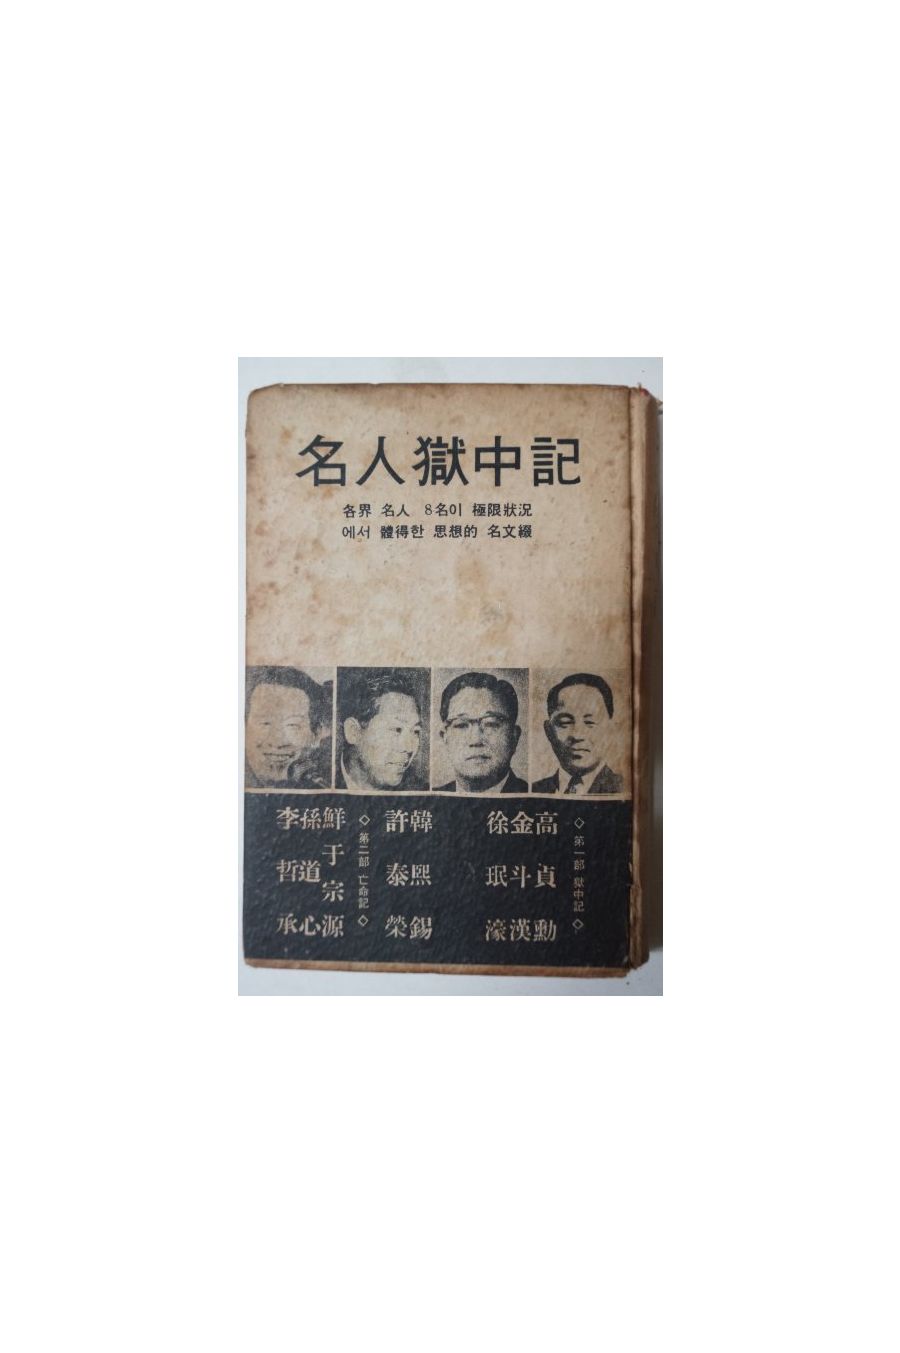 名人獄中記
各界 名人 8名이 極限狀況
에서 體得한 思想的 名文綴
◇第一部 獄中記◇
高貞勳
金斗漢
徐珉濠
韓熙錫
許泰榮
◇第二部 亡命記◇
鮮于宗源
孫道心
李哲承